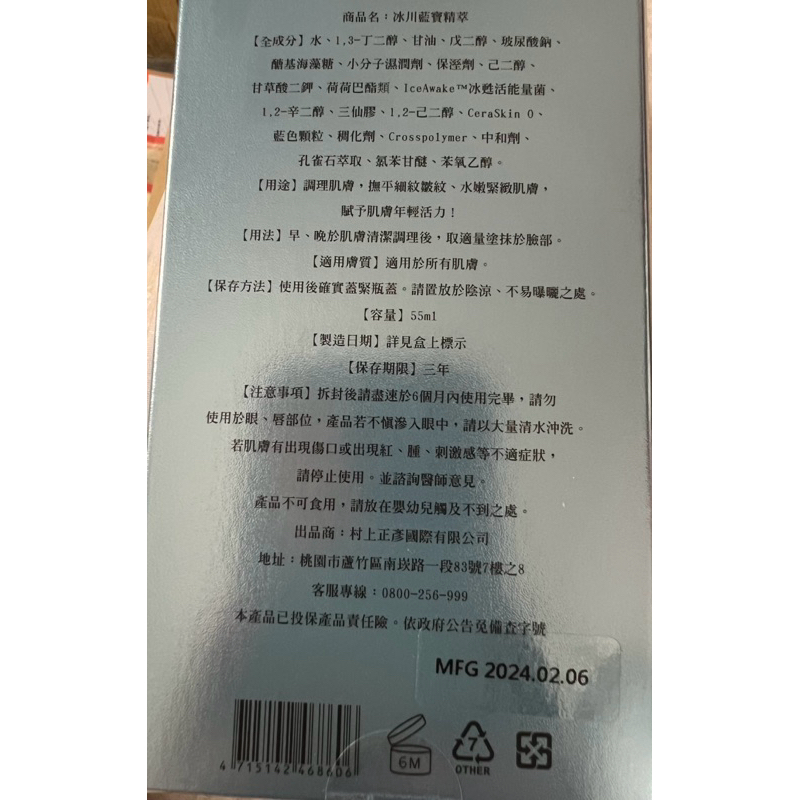 商品名：冰川藍寶精萃
【全成分】水、1,3-丁二醇、甘油、戊二醇、玻尿酸鈉、
醣基海藻糖、小分子濕潤劑、保溼劑、己二醇、
甘草酸二鉀、荷荷巴酯類、IceAwake™冰甦活能量菌、
1,2-辛二醇、三仙膠、1,2-己二醇、CeraSkin O、
藍色顆粒、稠化劑、Crosspolymer、中和劑、
孔雀石萃取、氯苯甘醚、苯氧乙醇。
【用途】調理肌膚，撫平細紋皺紋、水嫩緊緻肌膚，
賦予肌膚年輕活力！
【用法】早、晚於肌膚清潔調理後，取適量塗抹於臉部。
【適用膚質】適用於所有肌膚。
【保存方法】使用後確實蓋緊瓶蓋。請置放於陰涼、不易曝曬之處。
【容量】55ml
【製造日期】詳見盒上標示
【保存期限】三年
【注意事項】拆封後請盡速於6個月內使用完畢，請勿
使用於眼、唇部位，產品若不慎滲入眼中，請以大量清水沖洗。
若肌膚有出現傷口或出現紅、腫、刺激感等不適症狀，
請停止使用。並諮詢醫師意見。
產品不可食用，請放在嬰幼兒觸及不到之處。
出品商：村上正彥國際有限公司
地址：桃園市蘆竹區南崁路一段83號7樓之8
客服專線：0800-256-999
本產品已投保產品責任險。依政府公告免備查字號
MFG 2024.02.06
4 715142 468606
6M
7
OTHER